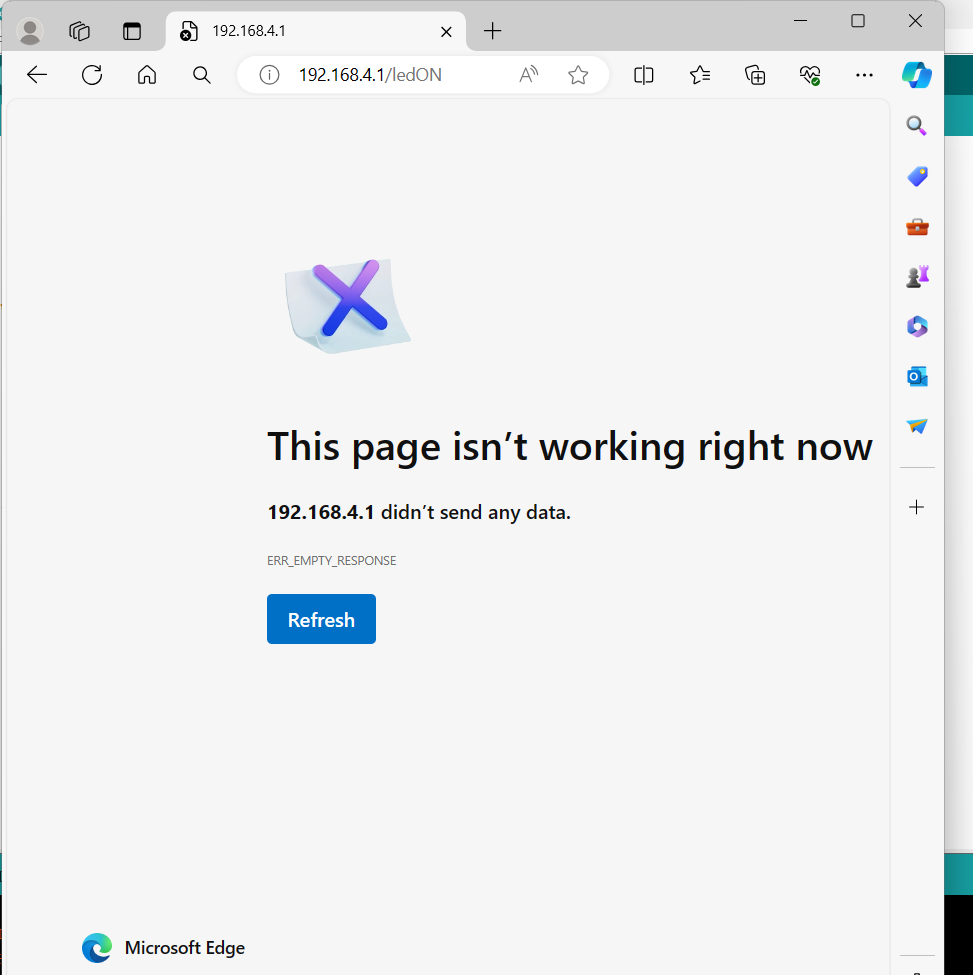 192.168.4.1
192.168.4.1/ledON
This page isn’t working right now
192.168.4.1 didn’t send any data.
ERR_EMPTY_RESPONSE
Refresh
Microsoft Edge